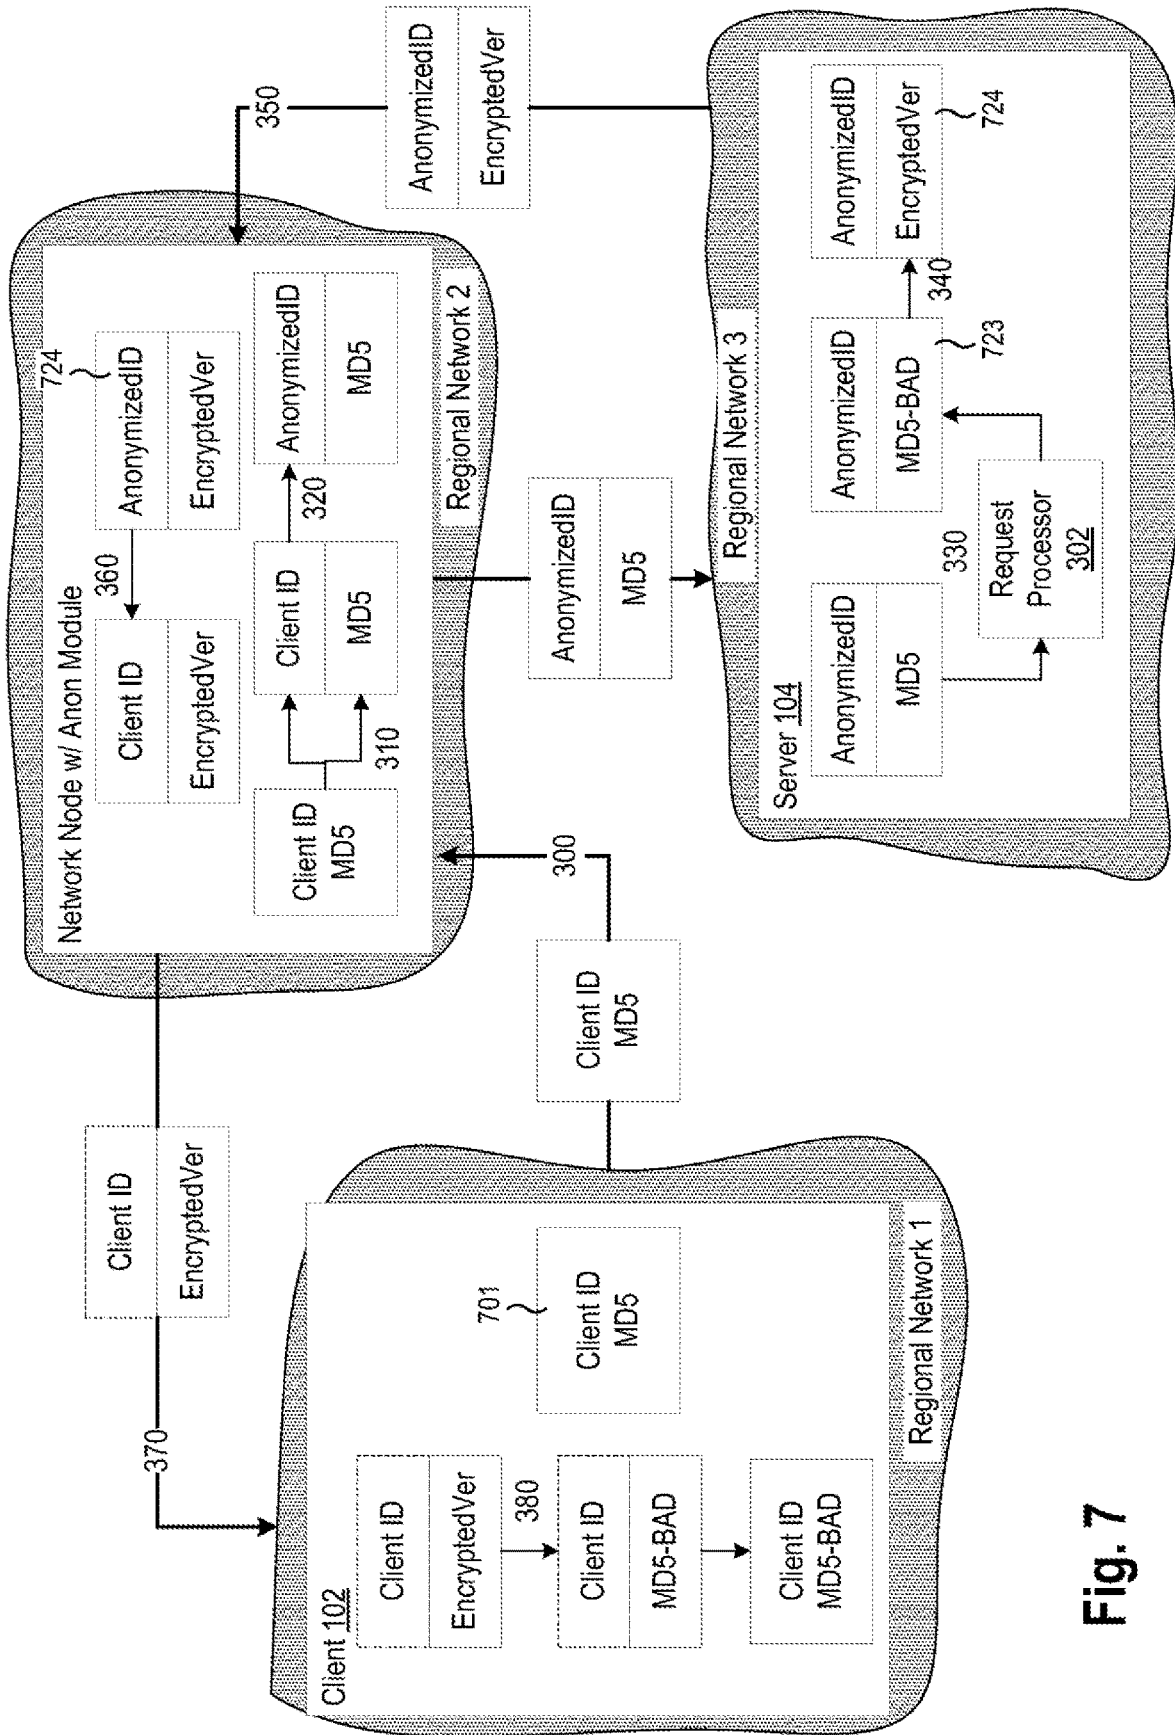 Network Node w/ Anon Module
Client ID
EncryptedVer
360
724
AnonymizedID
EncryptedVer
Client ID
MD5
310
Client ID
MD5
320
AnonymizedID
MD5
Regional Network 2
350
AnonymizedID
EncryptedVer
370
Client ID
EncryptedVer
300
Client ID
MD5
AnonymizedID
MD5
Client 102
Client ID
EncryptedVer
380
Client ID
MD5-BAD
Client ID
MD5-BAD
701
Client ID
MD5
Regional Network 1
Regional Network 3
Server 104
AnonymizedID
MD5
330
Request
Processor
302
AnonymizedID
MD5-BAD
723
340
AnonymizedID
EncryptedVer
724
Fig. 7